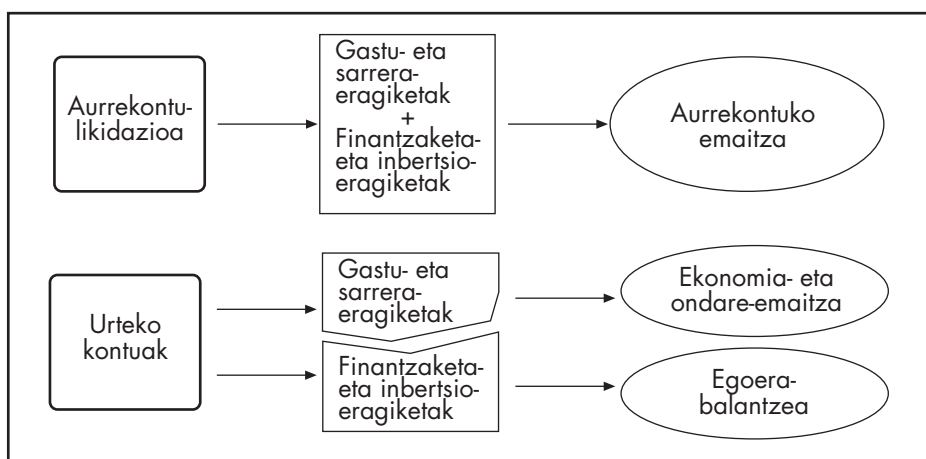 Aurrekontu-
likidazioa
Gastu- eta
sarrera-
eragiketak
+
Finantzaketa-
eta inbertsio-
eragiketak
Aurrekontuko
emaitza
Urteko
kontuak
Gastu- eta
sarrera-
eragiketak
Ekonomia- eta
ondare-emaitza
Finantzaketa-
eta inbertsio-
eragiketak
Egoera-
balantzea